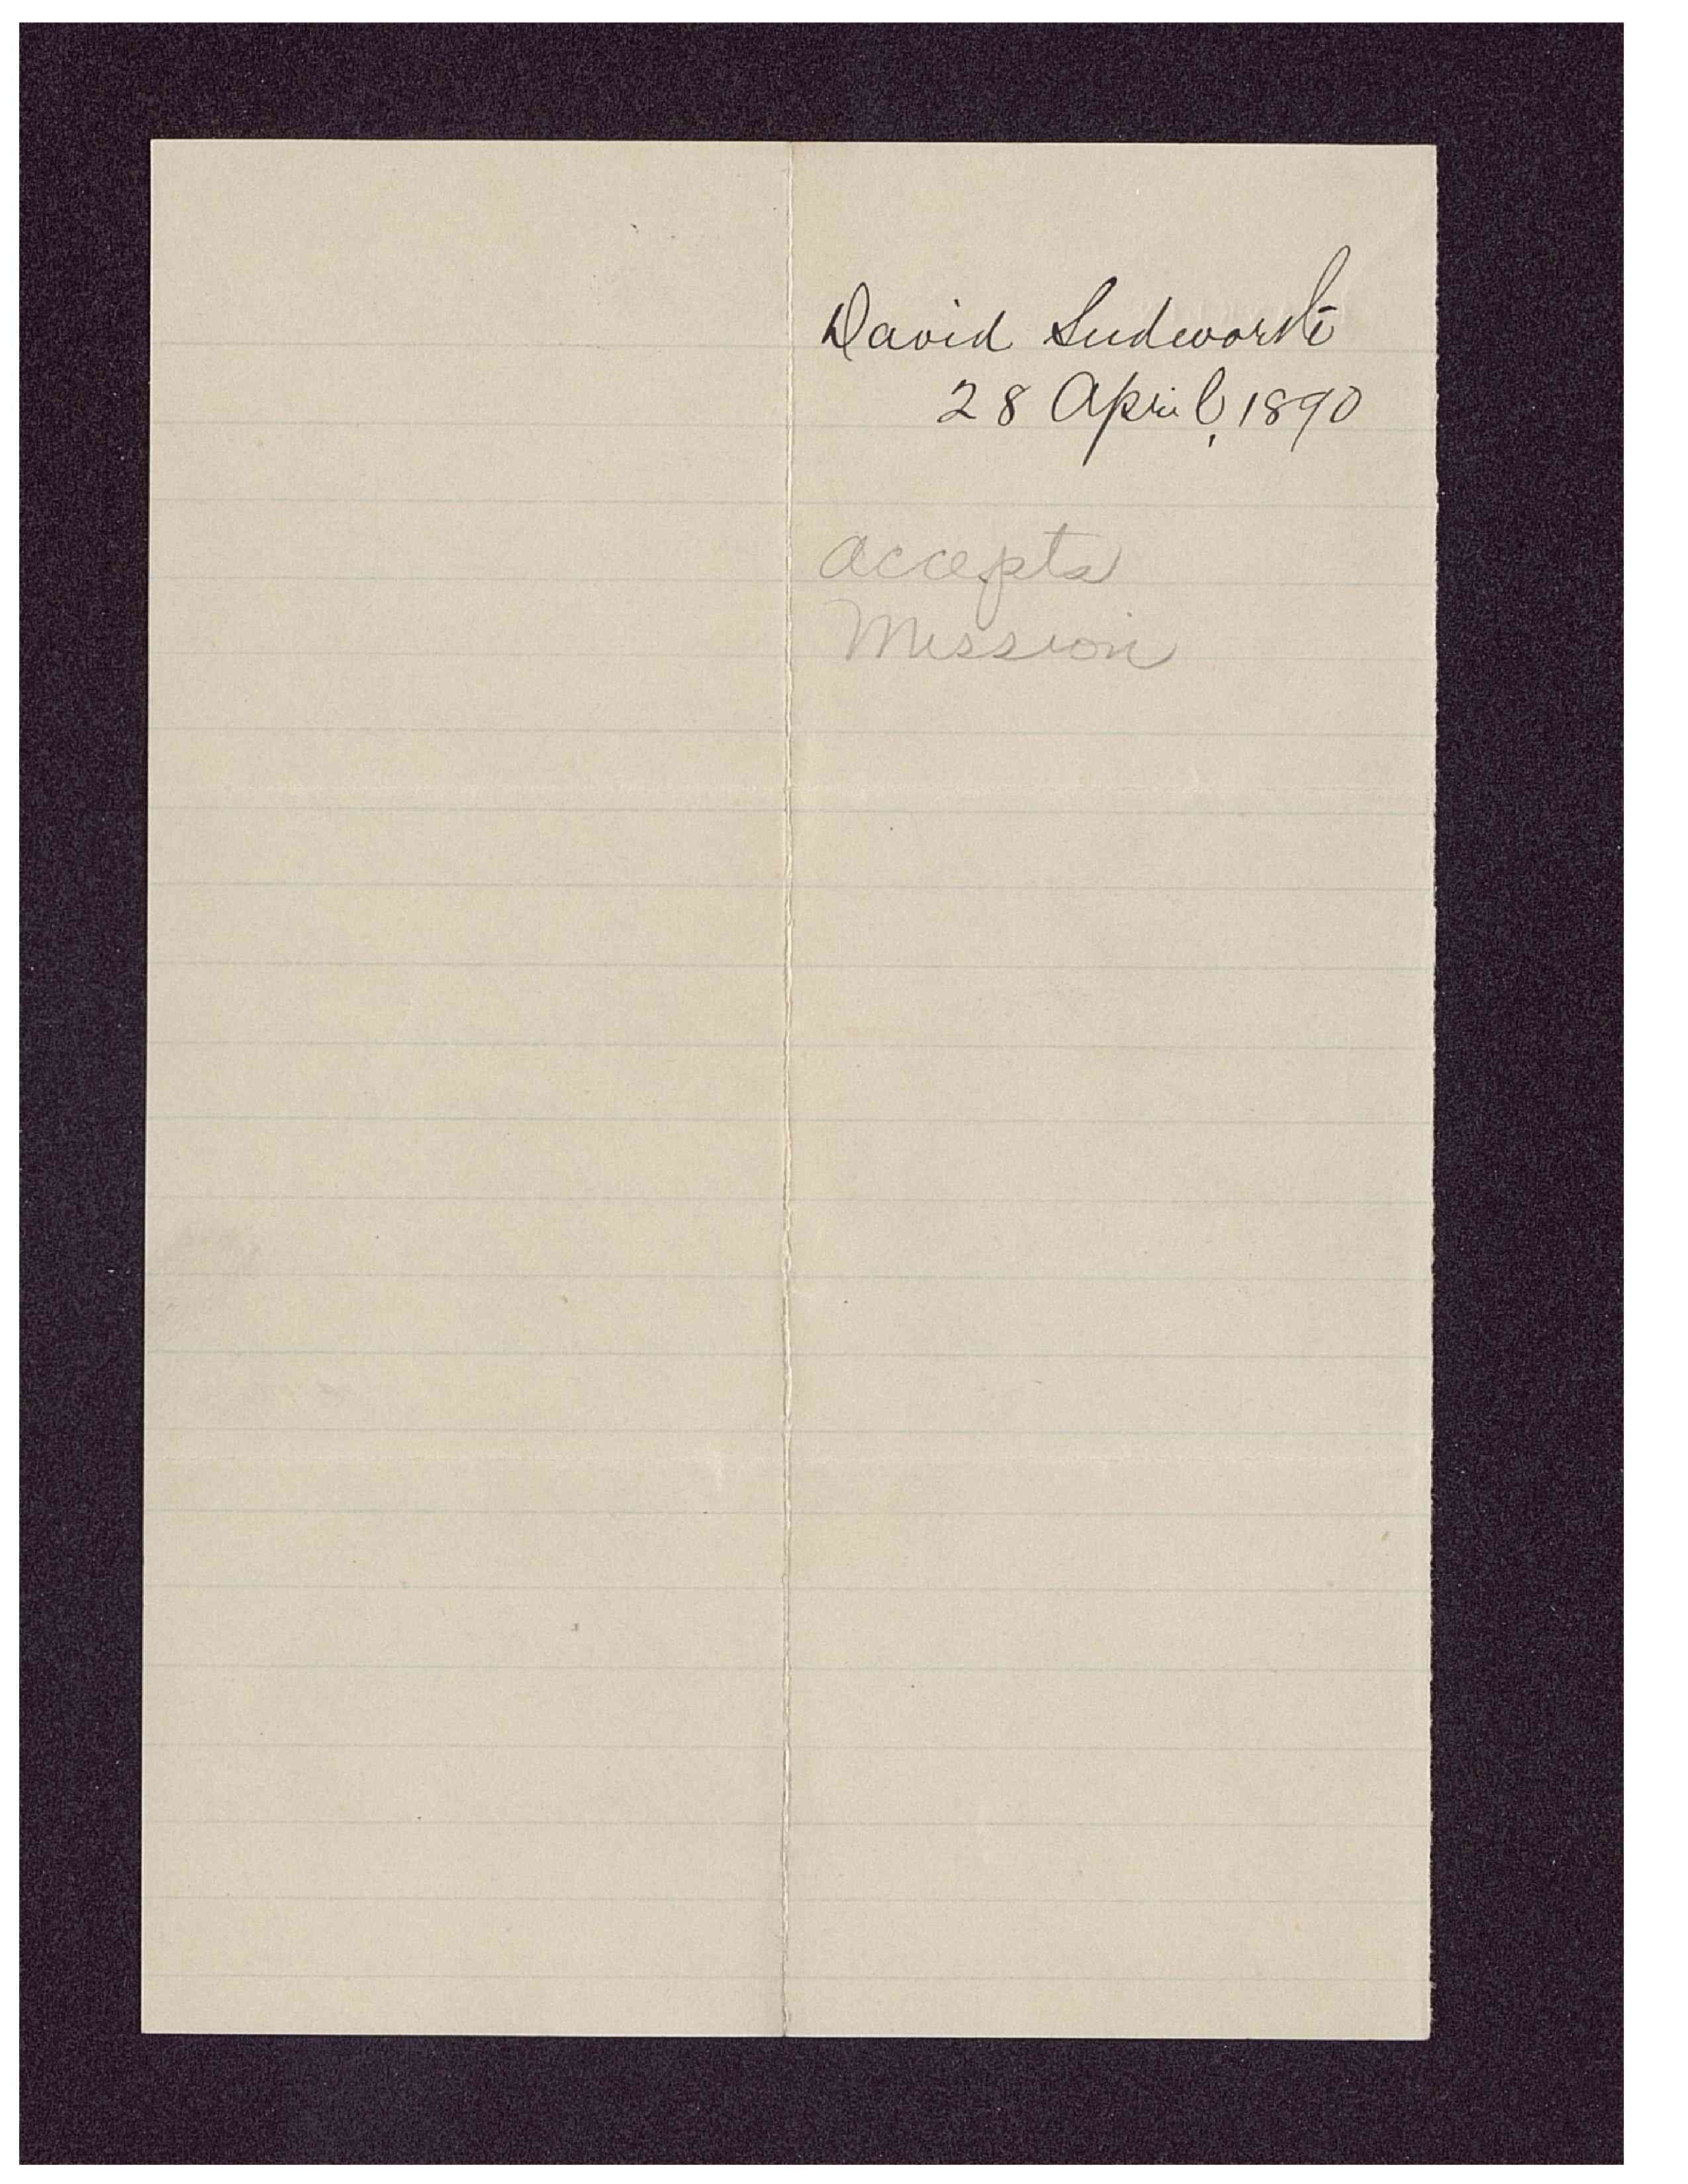 David Sudworth
28 April, 1890
accepts
Mission